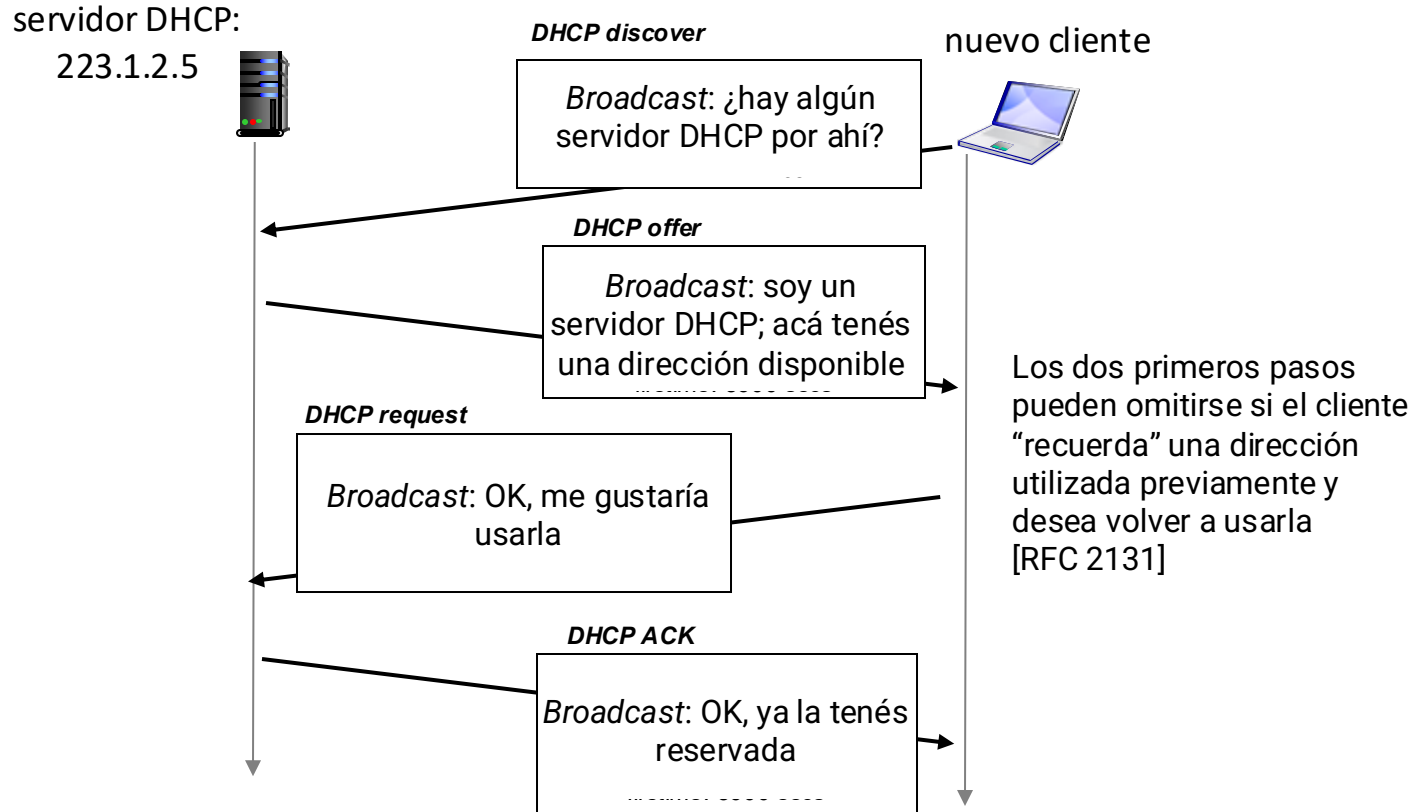 servidor DHCP:
223.1.2.5
DHCP discover
nuevo cliente
Broadcast: ¿hay algún
servidor DHCP por ahí?
DHCP offer
Broadcast: soy un
servidor DHCP; acá tenés
una dirección disponible
Los dos primeros pasos
pueden omitirse si el cliente
“recuerda” una dirección
utilizada previamente y
desea volver a usarla
[RFC 2131]
DHCP request
Broadcast: OK, me gustaría
usarla
DHCP ACK
Broadcast: OK, ya la tenés
reservada